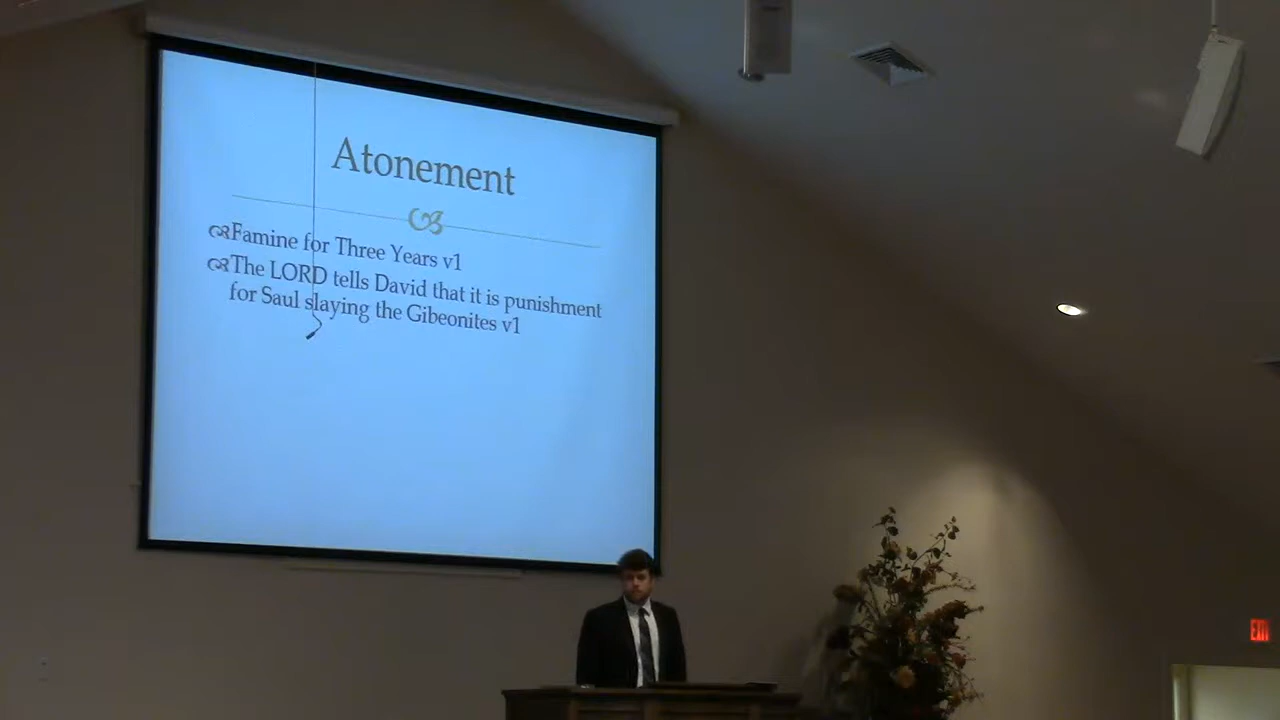 Atonement
Famine for Three Years v1
The LORD tells David that it is punishment
for Saul slaying the Gibeonites v1
EXIT